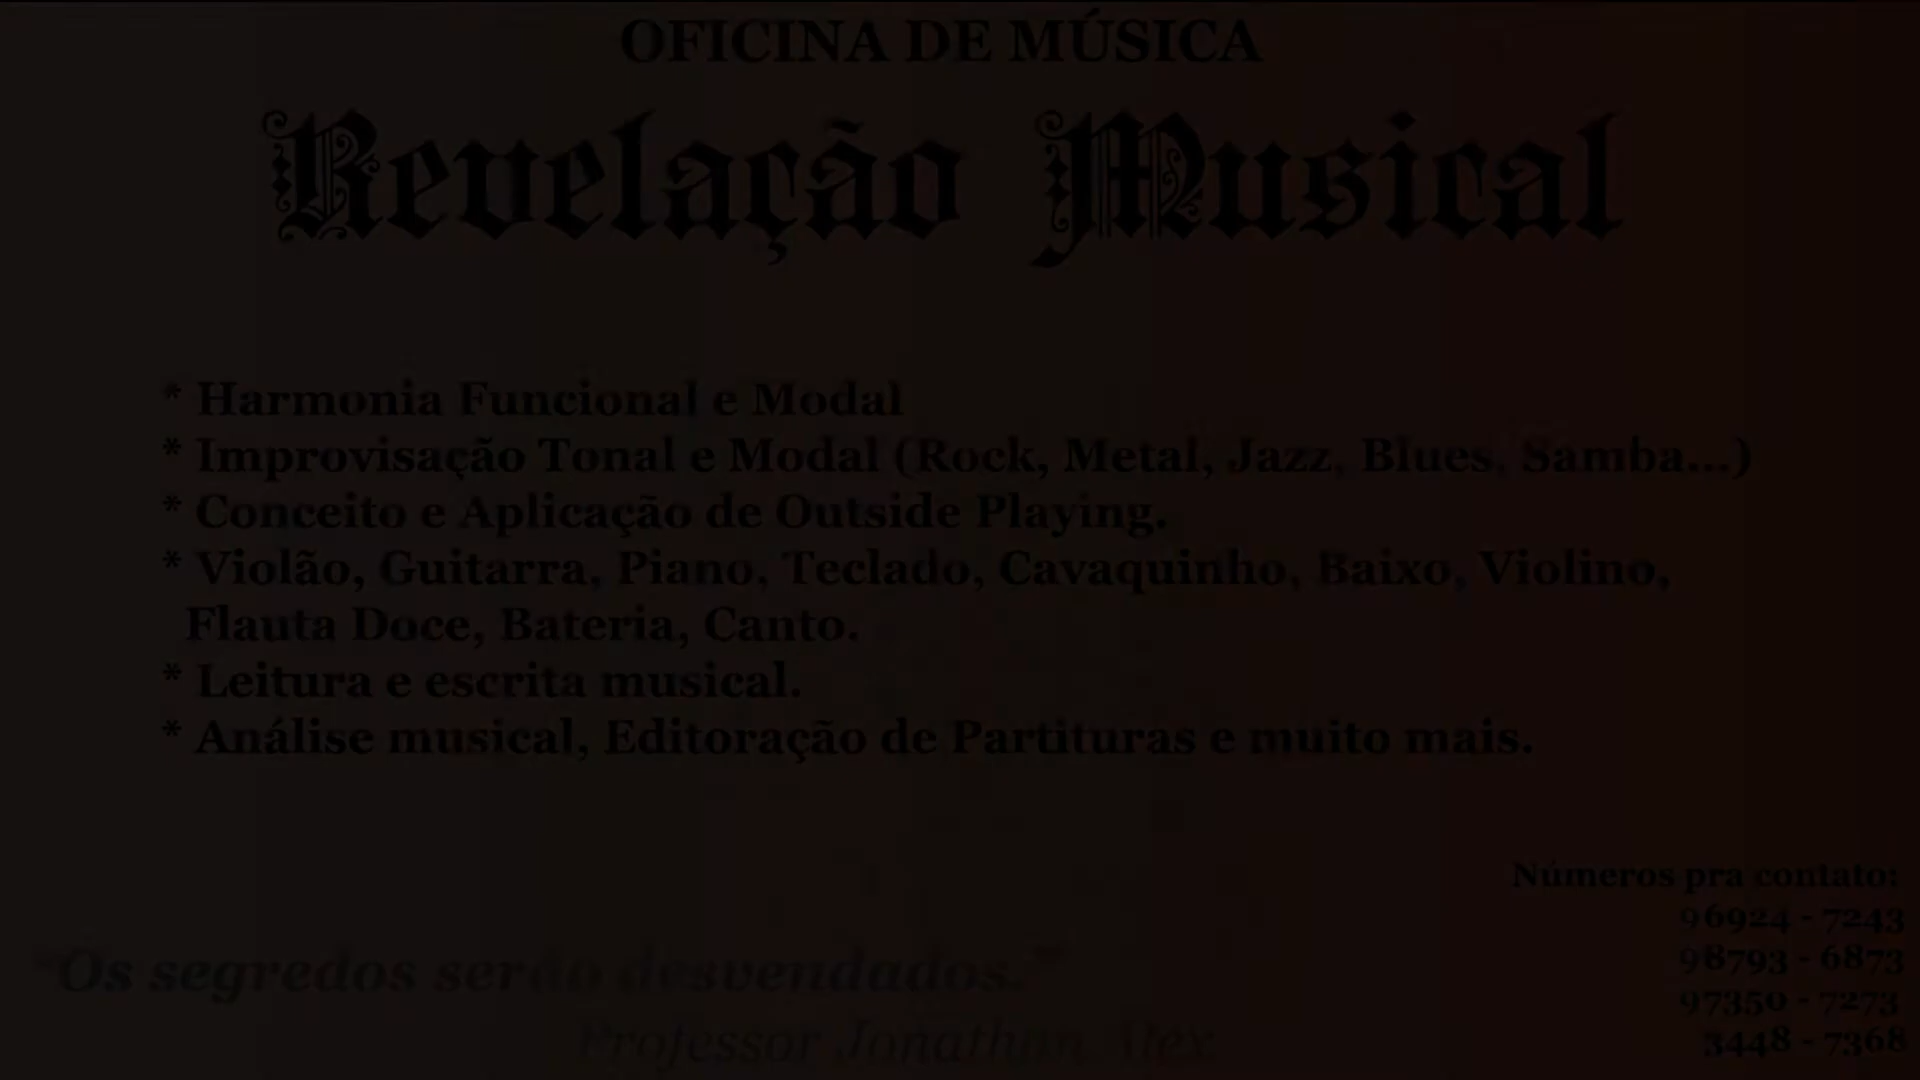 OFICINA DE MÚSICA
Revelação Musical
* Harmonia Funcional e Modal
* Improvisação Tonal e Modal (Rock, Metal, Jazz, Blues, Samba...)
* Conceito e Aplicação de Outside Playing.
* Violão, Guitarra, Piano, Teclado, Cavaquinho, Baixo, Violino,
Flauta Doce, Bateria, Canto.
* Leitura e escrita musical.
* Análise musical, Editoração de Partituras e muito mais.
Números pra contato:
96924 - 7243
98793 - 6873
97350 - 7273
3448 - 7368
"Os segredos serão desvendados."
Professor Jonathan Alex